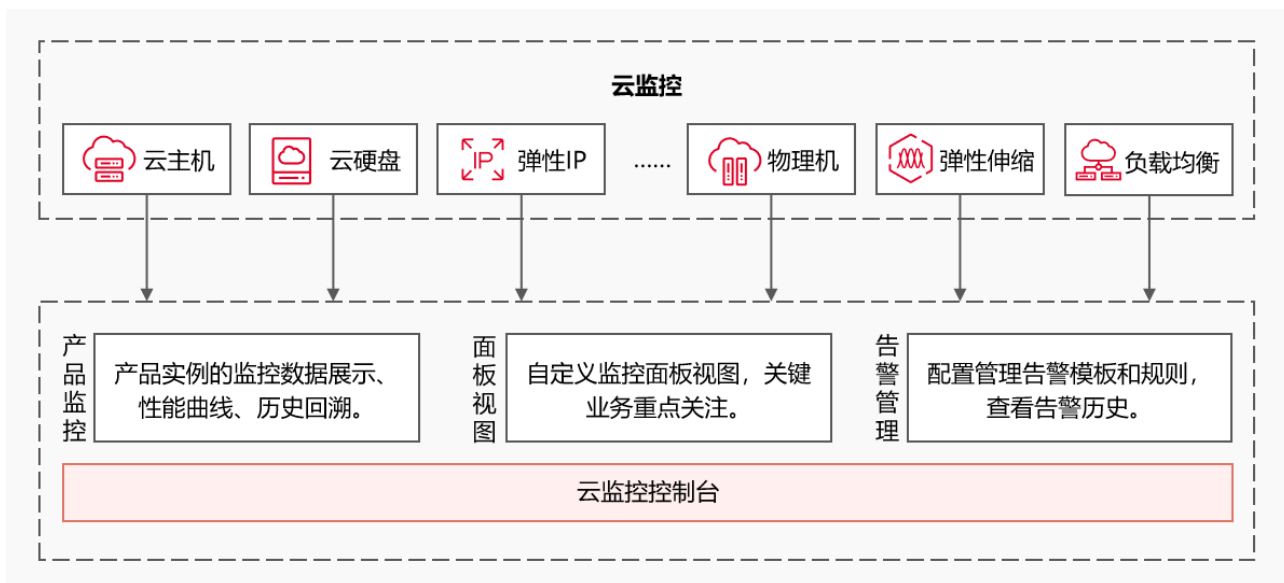 云监控
云主机
云硬盘
弹性IP
......
物理机
弹性伸缩
负载均衡
产品监控
产品实例的监控数据展示、
性能曲线、历史回溯。
面板视图
自定义监控面板视图，关键
业务重点关注。
告警管理
配置管理告警模板和规则，
查看告警历史。
云监控控制台